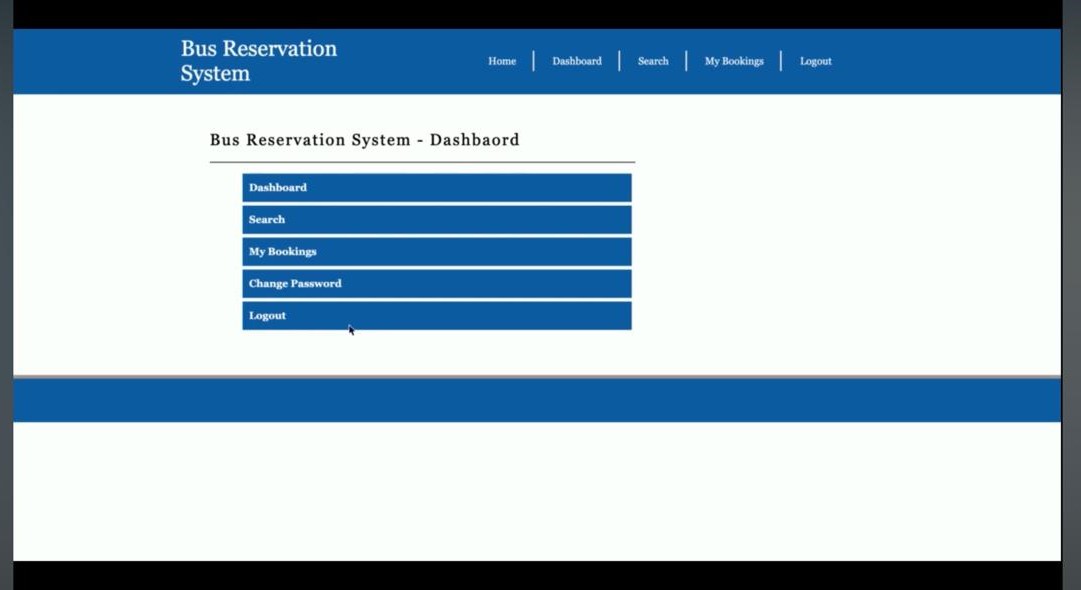 Bus Reservation
System
Home
Dashboard
Search
My Bookings
Logout
Bus Reservation System - Dashbaord
Dashboard
Search
My Bookings
Change Password
Logout